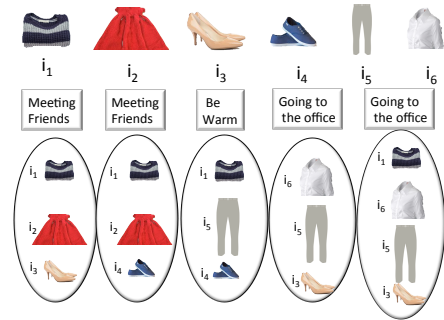 i1 i2 i3 i4 i5 i6
Meeting
Friends
Meeting
Friends
Be
Warm
Going to
the office
Going to
the office
i1
i2
i3
i1
i2
i4
i1
i5
i4
i6
i5
i3
i1
i6
i5
i3